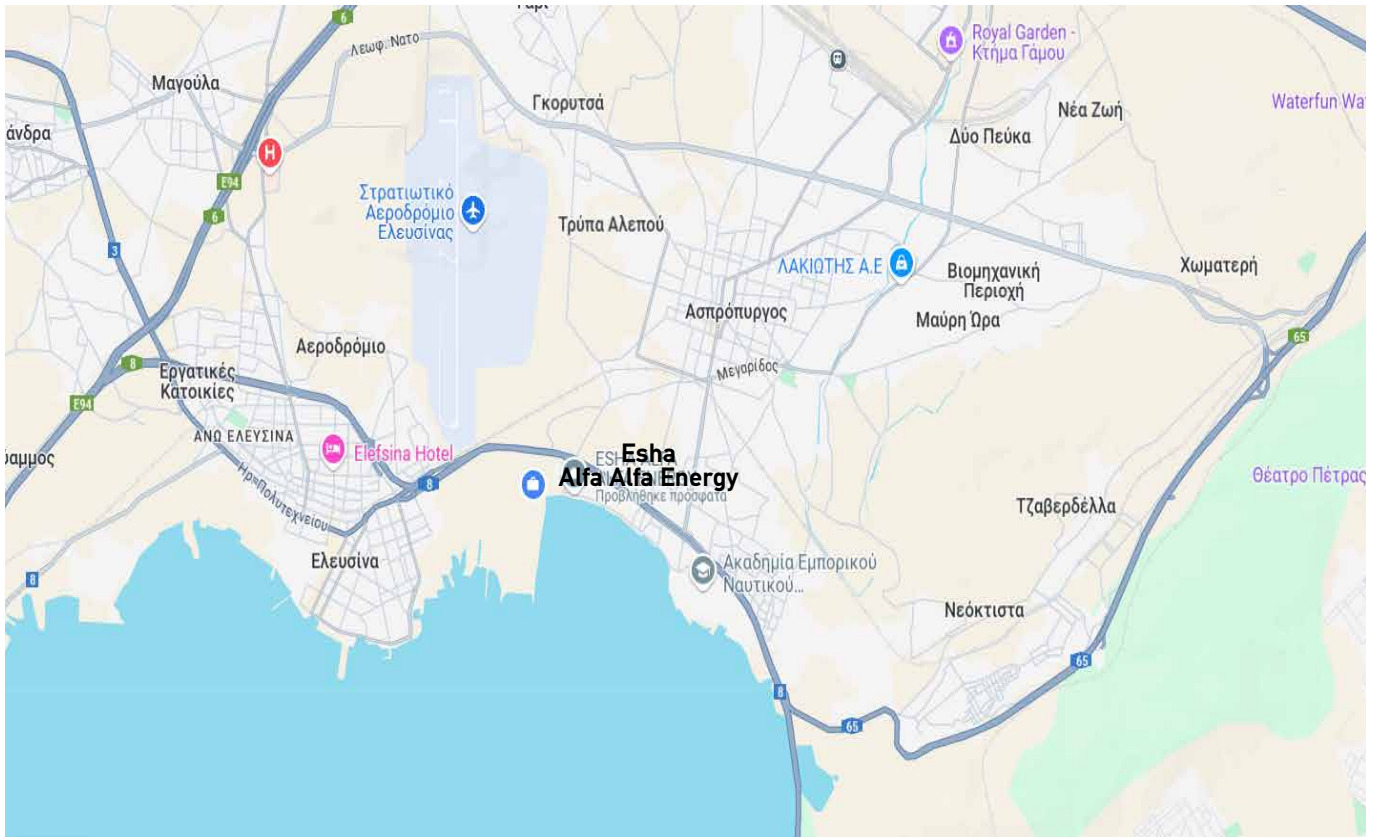 6
Λεωφ. Νατο
Royal Garden -
Κτήμα Γάμου
Μαγούλα
Γκορυτσά
Νέα Ζωή
Waterfun Wa
άνδρα
Δύο Πεύκα
H
E94
Στρατιωτικό
Αεροδρόμιο
Ελευσίνας
6
Τρύπα Αλεπού
3
ΛΑΚΙΩΤΗΣ Α.Ε
Βιομηχανική
Περιοχή
Χωματερή
Ασπρόπυργος
Μαύρη Ώρα
65
Αεροδρόμιο
8
Εργατικές
Κατοικίες
Μεγαρίδος
E94
ΑΝΩ ΕΛΕΥΣΙΝΑ
Elefsina Hotel
Esha
Alfa Alfa Energy
Προβλήθηκε πρόσφατα
αμμος
8
Θέατρο Πέτρας
Ηρ. Πολυτεχνείου
Τζαβερδέλλα
Ελευσίνα
Ακαδημία Εμπορικού
Ναυτικού...
8
Νεόκτιστα
65
8
65